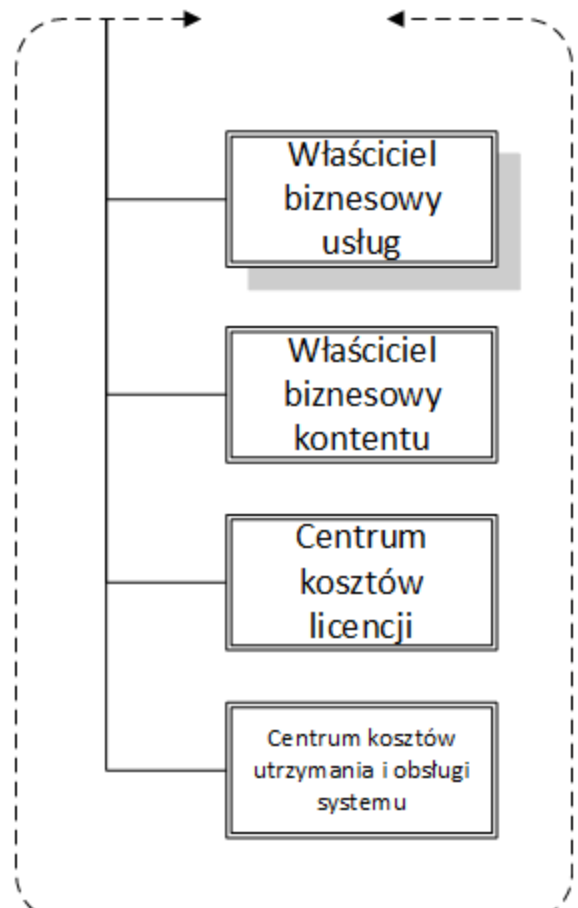 Właściciel
biznesowy
usług
Właściciel
biznesowy
kontentu
Centrum
kosztów
licencji
Centrum kosztów
utrzymania i obsługi
systemu